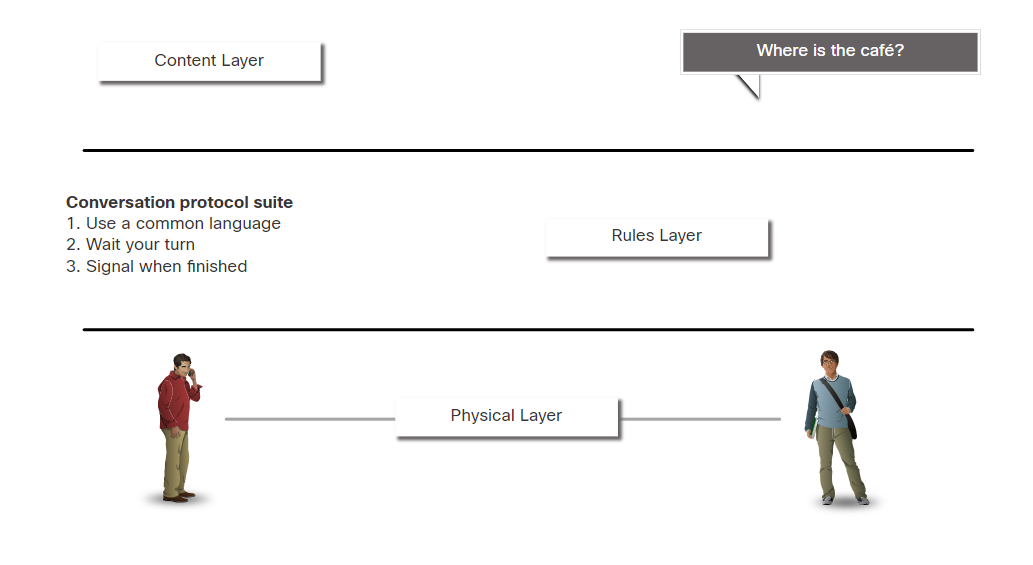 Content Layer
Where is the café?
Conversation protocol suite
1. Use a common language
2. Wait your turn
3. Signal when finished
Rules Layer
Physical Layer